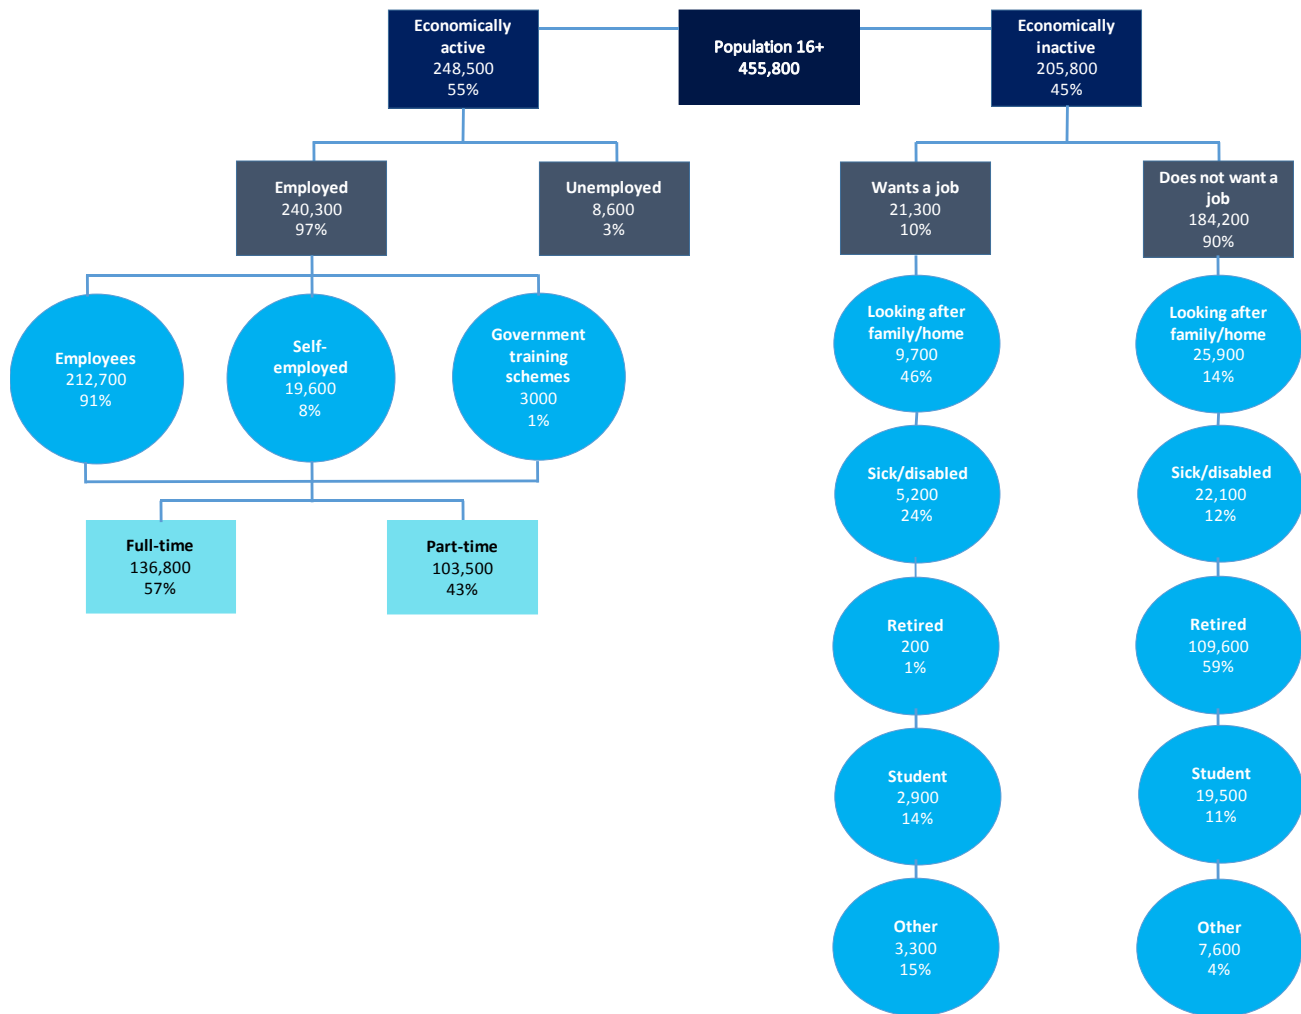 Economically
active
248,500
55%
Population 16+
455,800
Economically
inactive
205,800
45%
Employed
240,300
97%
Unemployed
8,600
3%
Wants a job
21,300
10%
Does not want a
job
184,200
90%
Employees
212,700
91%
Self-
employed
19,600
8%
Government
training
schemes
3000
1%
Looking after
family/home
9,700
46%
Looking after
family/home
25,900
14%
Sick/disabled
5,200
24%
Sick/disabled
22,100
12%
Full-time
136,800
57%
Part-time
103,500
43%
Retired
200
1%
Retired
109,600
59%
Student
2,900
14%
Student
19,500
11%
Other
3,300
15%
Other
7,600
4%